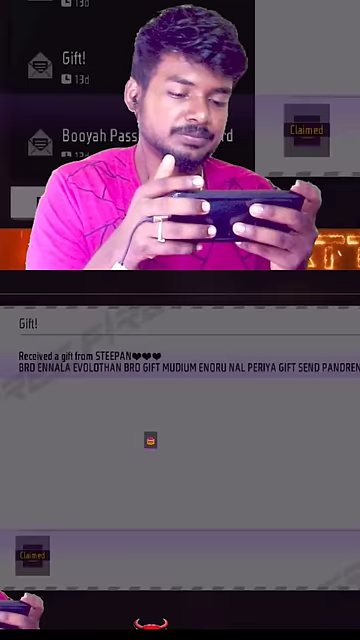 13d
Gift!
13d
Booyah Pass
Claimed
Gift!
Received a gift from STEEPAN❤❤❤
BRO ENNALA EVOLOTHAN BRO GIFT MUDIUM ENORU NAL PERIYA GIFT SEND PANDREN
Claimed